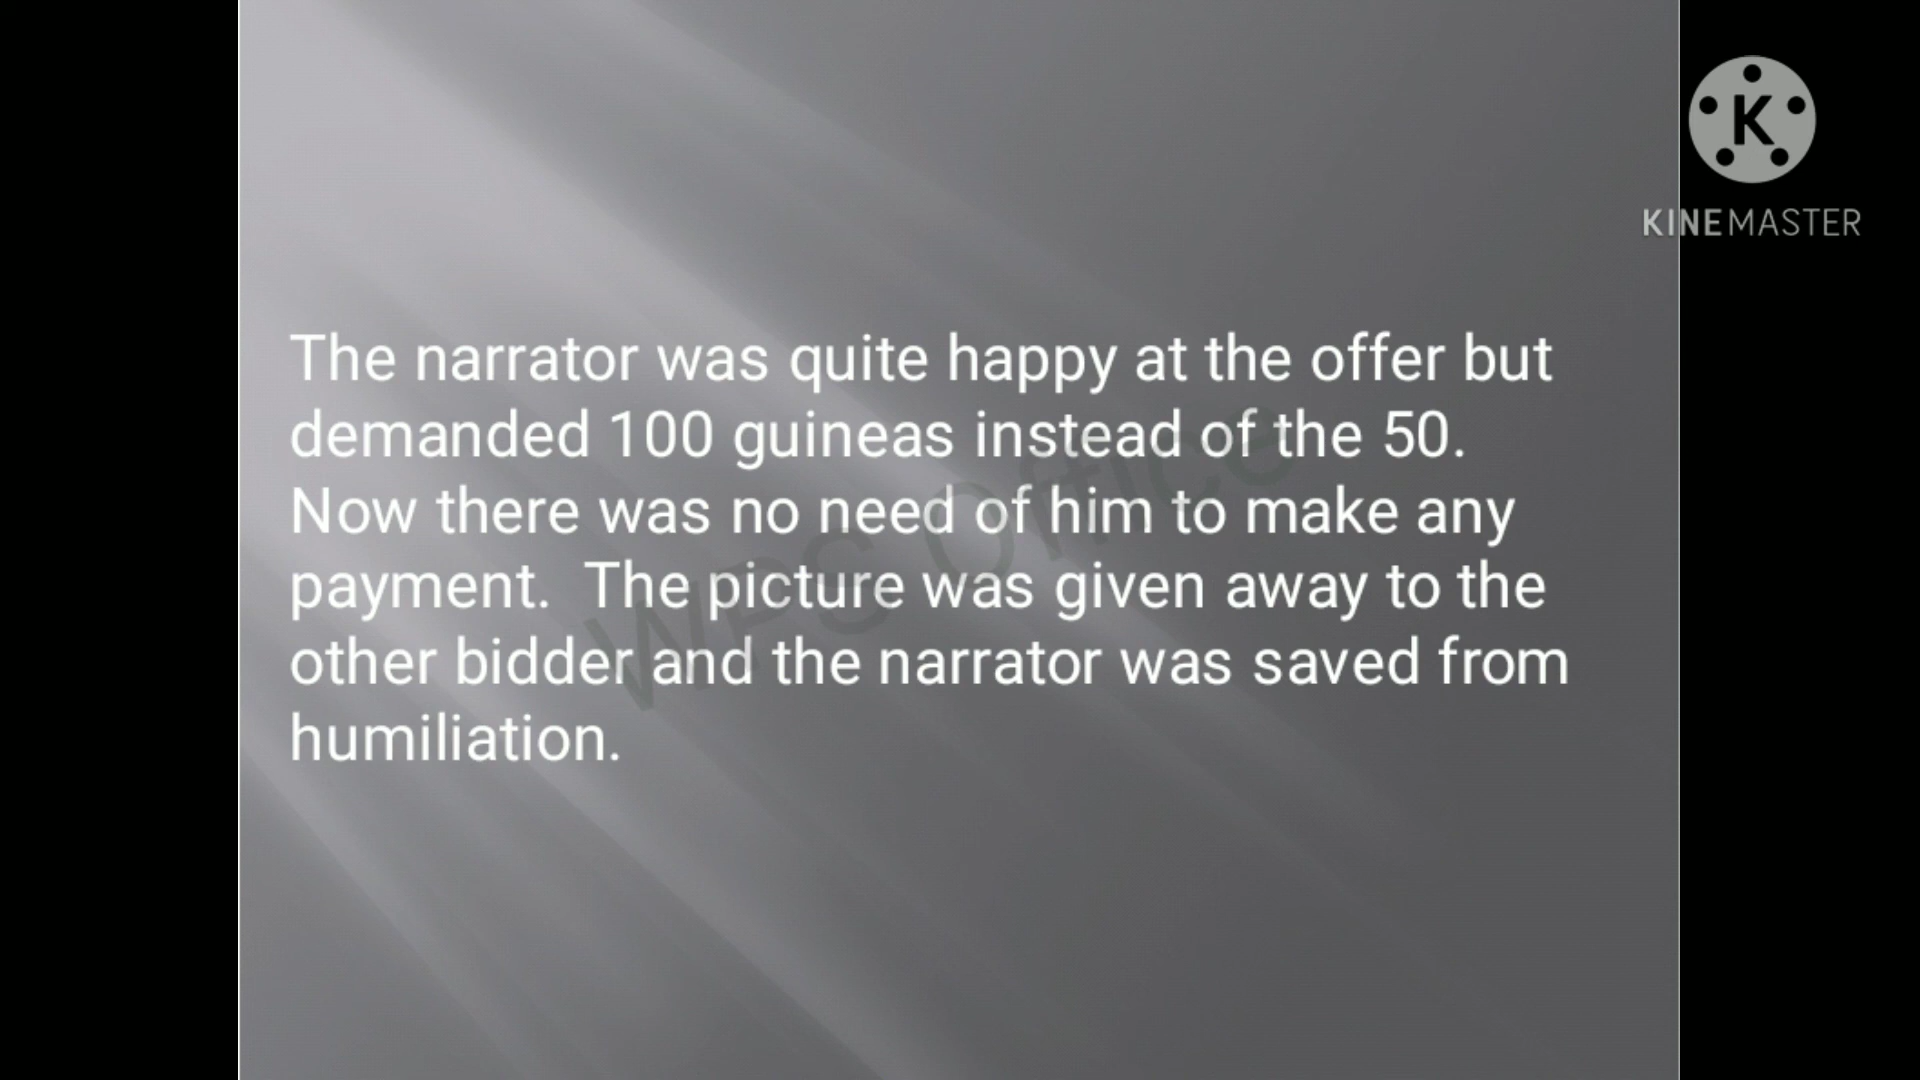 K
KINEMASTER
The narrator was quite happy at the offer but
demanded 100 guineas instead of the 50.
Now there was no need of him to make any
payment.  The picture was given away to the
other bidder and the narrator was saved from
humiliation.
WPS Office